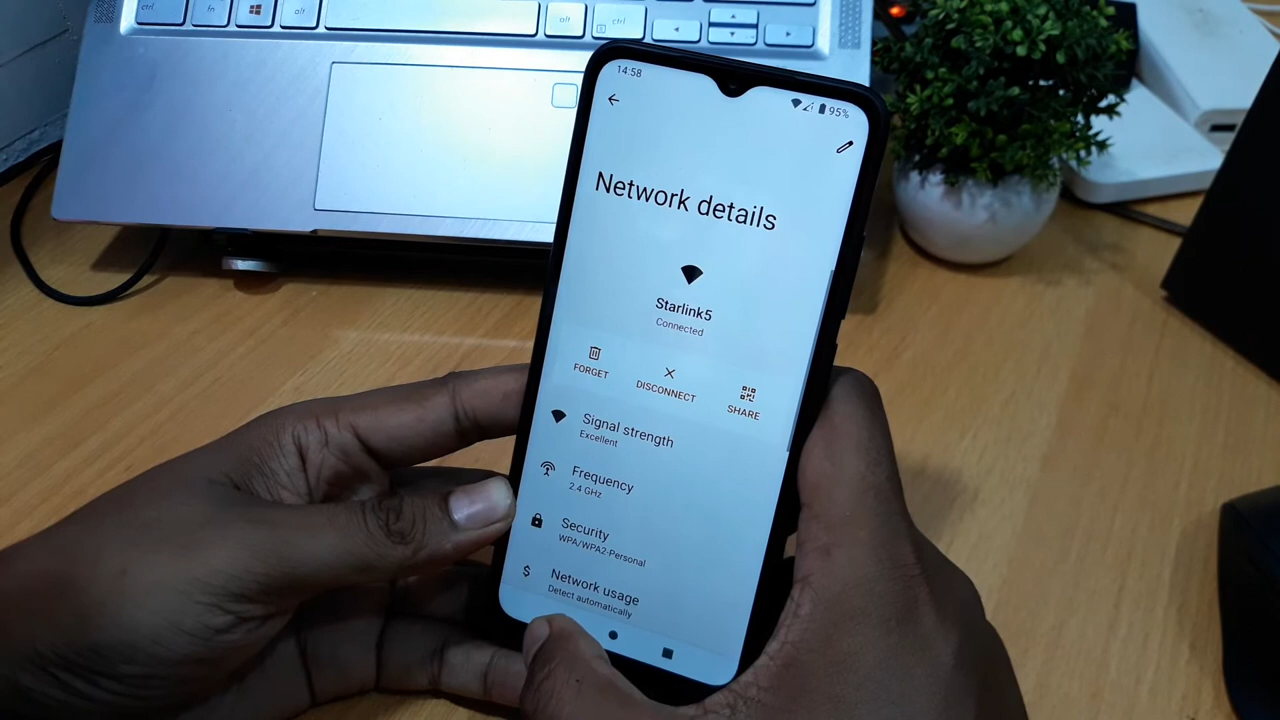 ctrl
fn
alt
alt
ctrl
14:58
95%
Network details
Starlink5
Connected
FORGET
DISCONNECT
SHARE
Signal strength
Excellent
Frequency
2.4 GHz
Security
WPA/WPA2-Personal
Network usage
Detect automatically